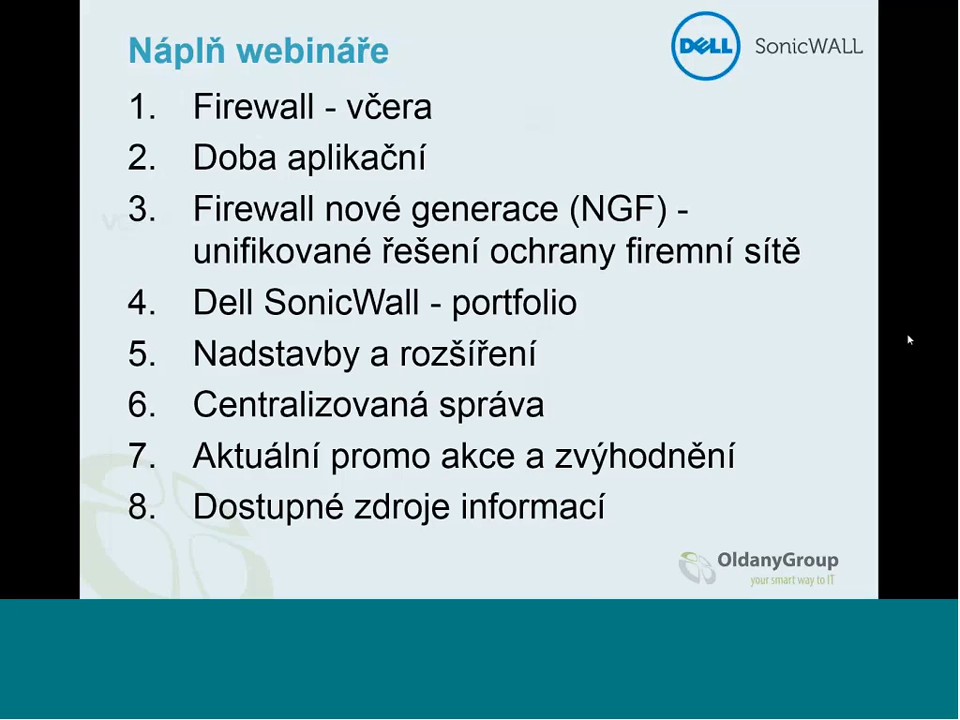 Náplň webináře
DELL SonicWALL
1. Firewall - včera
2. Doba aplikační
3. Firewall nové generace (NGF) -
unifikované řešení ochrany firemní sítě
4. Dell SonicWall - portfolio
5. Nadstavby a rozšíření
6. Centralizovaná správa
7. Aktuální promo akce a zvýhodnění
8. Dostupné zdroje informací
OldanyGroup
your smart way to IT